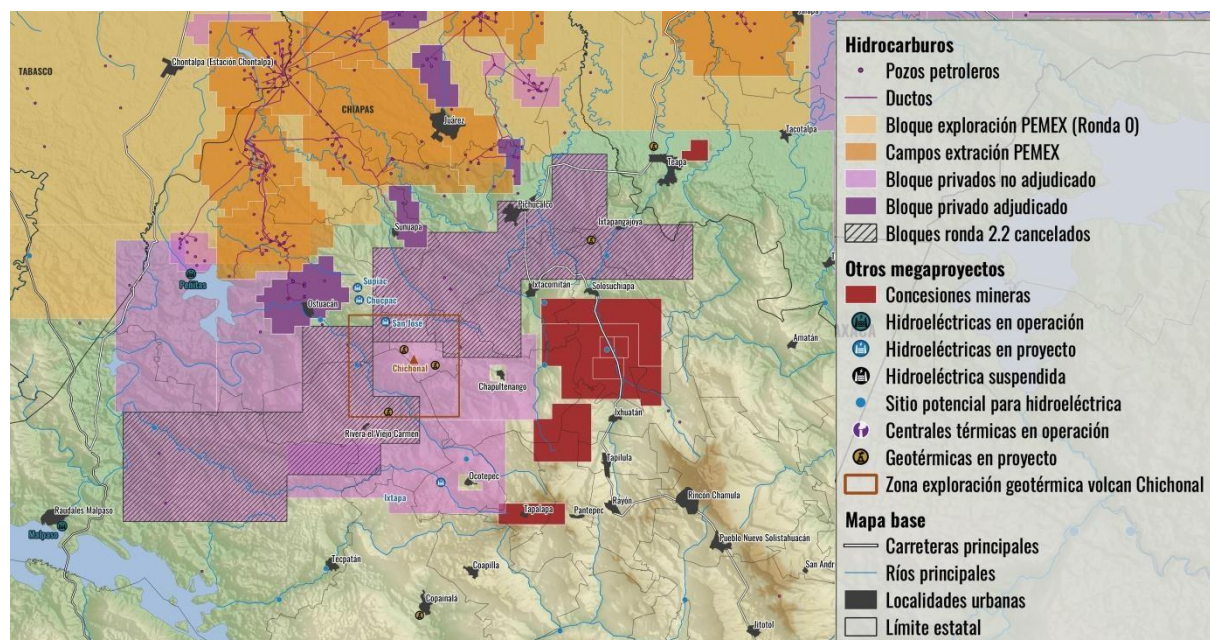 TABASCO
Chontalpa (Estación Chontalpa)
CHIAPAS
Juárez
Tacotalpa
Teapa
Pichucalco
Ixtapangajoya
Sunuapa
Peñitas
Supiac
Chucpac
Ixtacomitán
Solosuchiapa
Ostuacán
San José
Amatán
Chichonal
Chapultenango
Ixhuatán
Rivera el Viejo Carmen
Tapilula
Ocotepec
Ixtapa
Rayón
Rincón Chamula
Raudales Malpaso
Tapalapa
Pantepec
Malpaso
Pueblo Nuevo Solistahuacán
Tecpatán
Coapilla
San Andr
Copainala
Jitotol
Hidrocarburos
Pozos petroleros
Ductos
Bloque exploración PEMEX (Ronda 0)
Campos extracción PEMEX
Bloque privados no adjudicado
Bloque privado adjudicado
Bloques ronda 2.2 cancelados
Otros megaproyectos
Concesiones mineras
Hidroeléctricas en operación
Hidroeléctricas en proyecto
Hidroeléctrica suspendida
Sitio potencial para hidroeléctrica
Centrales térmicas en operación
Geotérmicas en proyecto
Zona exploración geotérmica volcan Chichonal
Mapa base
Carreteras principales
Ríos principales
Localidades urbanas
Límite estatal